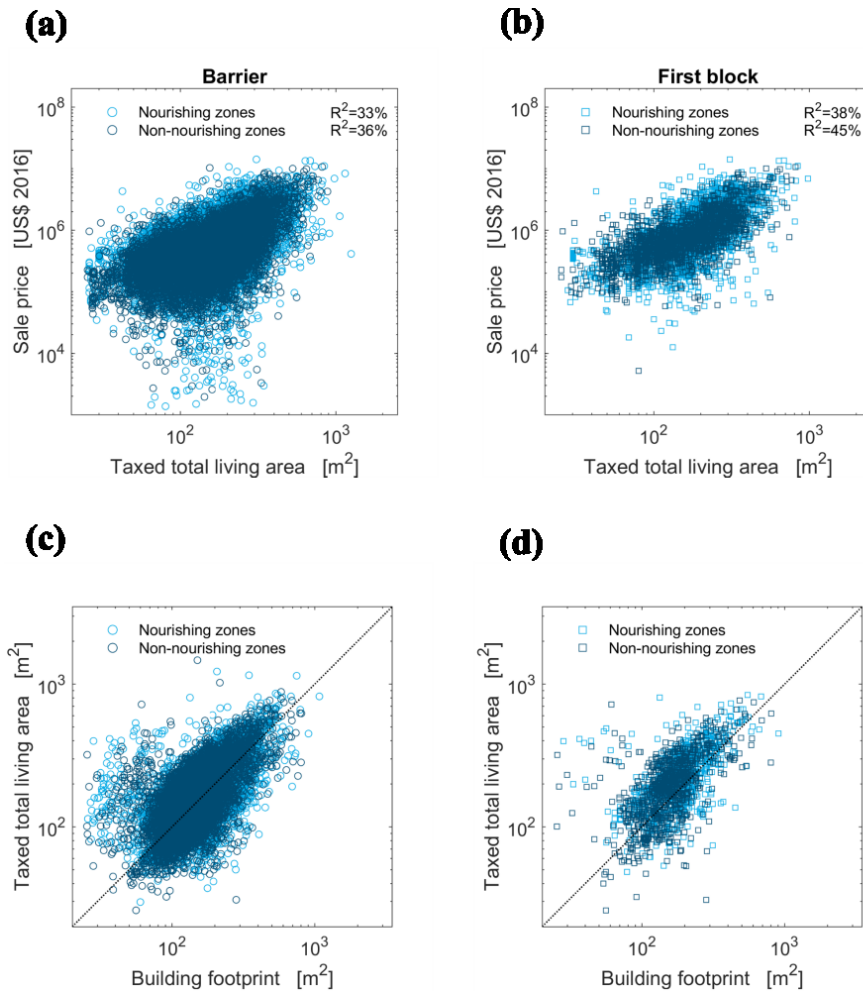 (a)
Barrier
10^8
Nourishing zones R^2=33%
Non-nourishing zones R^2=36%
10^6
10^4
Sale price [US$ 2016]
10^2 10^3
Taxed total living area [m^2]
(b)
First block
10^8
Nourishing zones R^2=38%
Non-nourishing zones R^2=45%
10^6
10^4
Sale price [US$ 2016]
10^2 10^3
Taxed total living area [m^2]
(c)
Nourishing zones
Non-nourishing zones
10^3
10^2
Taxed total living area [m^2]
10^2 10^3
Building footprint [m^2]
(d)
Nourishing zones
Non-nourishing zones
10^3
10^2
Taxed total living area [m^2]
10^2 10^3
Building footprint [m^2]